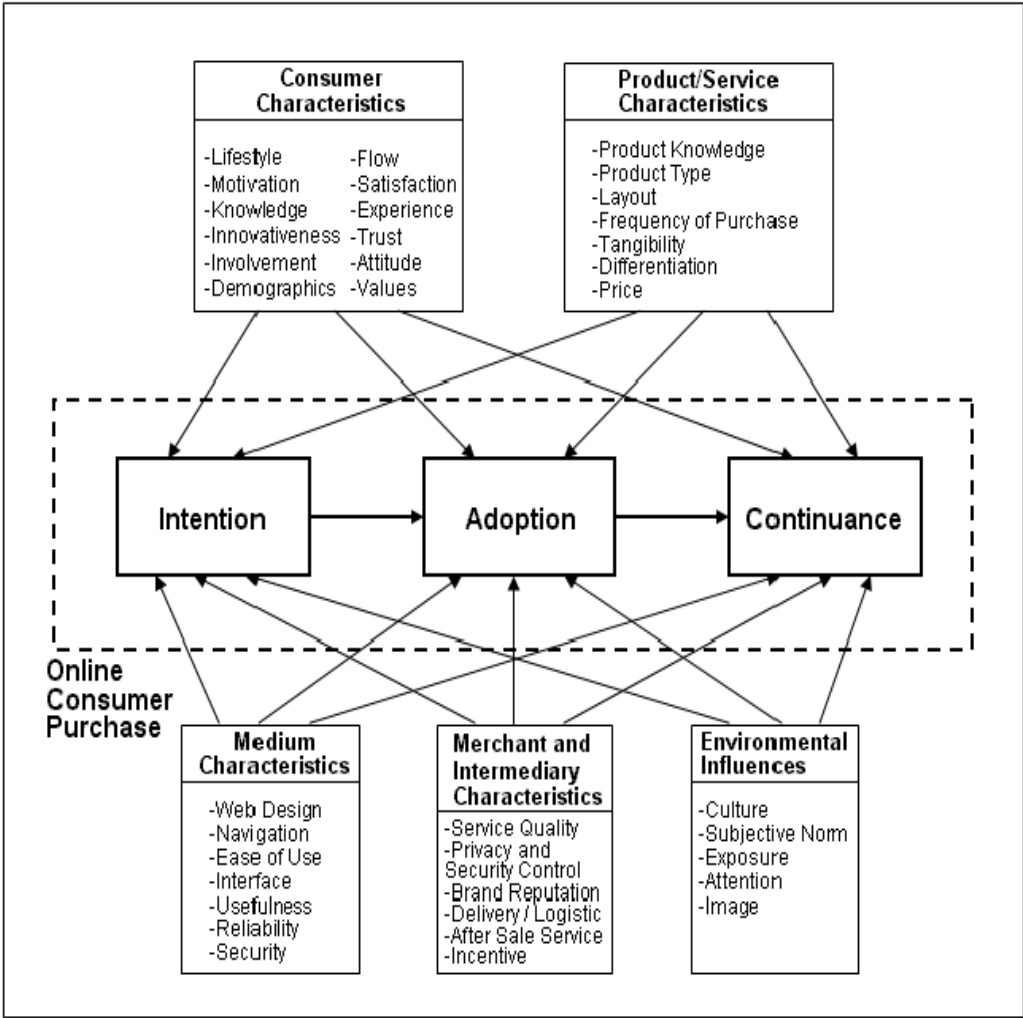 Consumer
Characteristics
-Lifestyle
-Motivation
-Knowledge
-Innovativeness
-Involvement
-Demographics
-Flow
-Satisfaction
-Experience
-Trust
-Attitude
-Values
Product/Service
Characteristics
-Product Knowledge
-Product Type
-Layout
-Frequency of Purchase
-Tangibility
-Differentiation
-Price
Intention
Adoption
Continuance
Online
Consumer
Purchase
Medium
Characteristics
-Web Design
-Navigation
-Ease of Use
-Interface
-Usefulness
-Reliability
-Security
Merchant and
Intermediary
Characteristics
-Service Quality
-Privacy and
Security Control
-Brand Reputation
-Delivery / Logistic
-After Sale Service
-Incentive
Environmental
Influences
-Culture
-Subjective Norm
-Exposure
-Attention
-Image